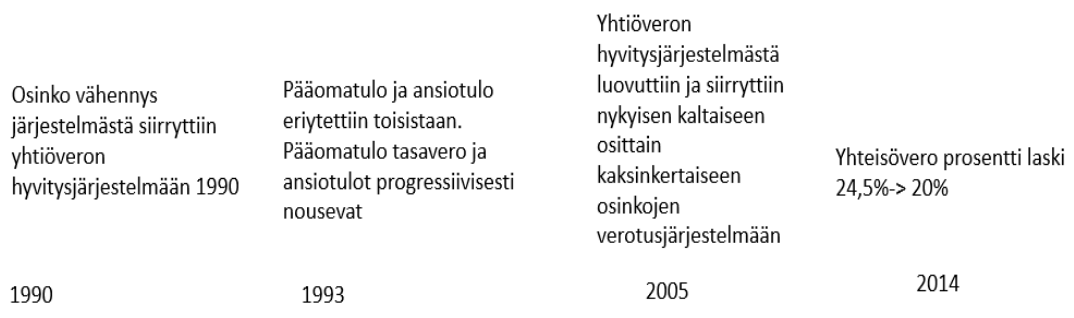 Osinko vähennys
järjestelmästä siirryttiin
yhtiöveron
hyvitysjärjestelmään 1990
1990
Pääomatulo ja ansiotulo
eriytettiin toisistaan.
Pääomatulo tasavero ja
ansiotulot progressiivisesti
nousevat
1993
Yhtiöveron
hyvitysjärjestelmästä
luovuttiin ja siirryttiin
nykyisen kaltaiseen
osittain
kaksinkertaiseen
osinkojen
verotusjärjestelmään
2005
Yhteisövero prosentti laski
24,5%-> 20%
2014